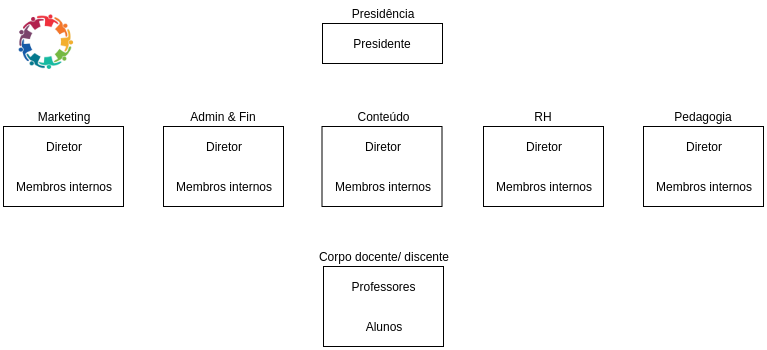 Presidência
Presidente
Marketing
Diretor
Membros internos
Admin & Fin
Diretor
Membros internos
Conteúdo
Diretor
Membros internos
RH
Diretor
Membros internos
Pedagogia
Diretor
Membros internos
Corpo docente/ discente
Professores
Alunos